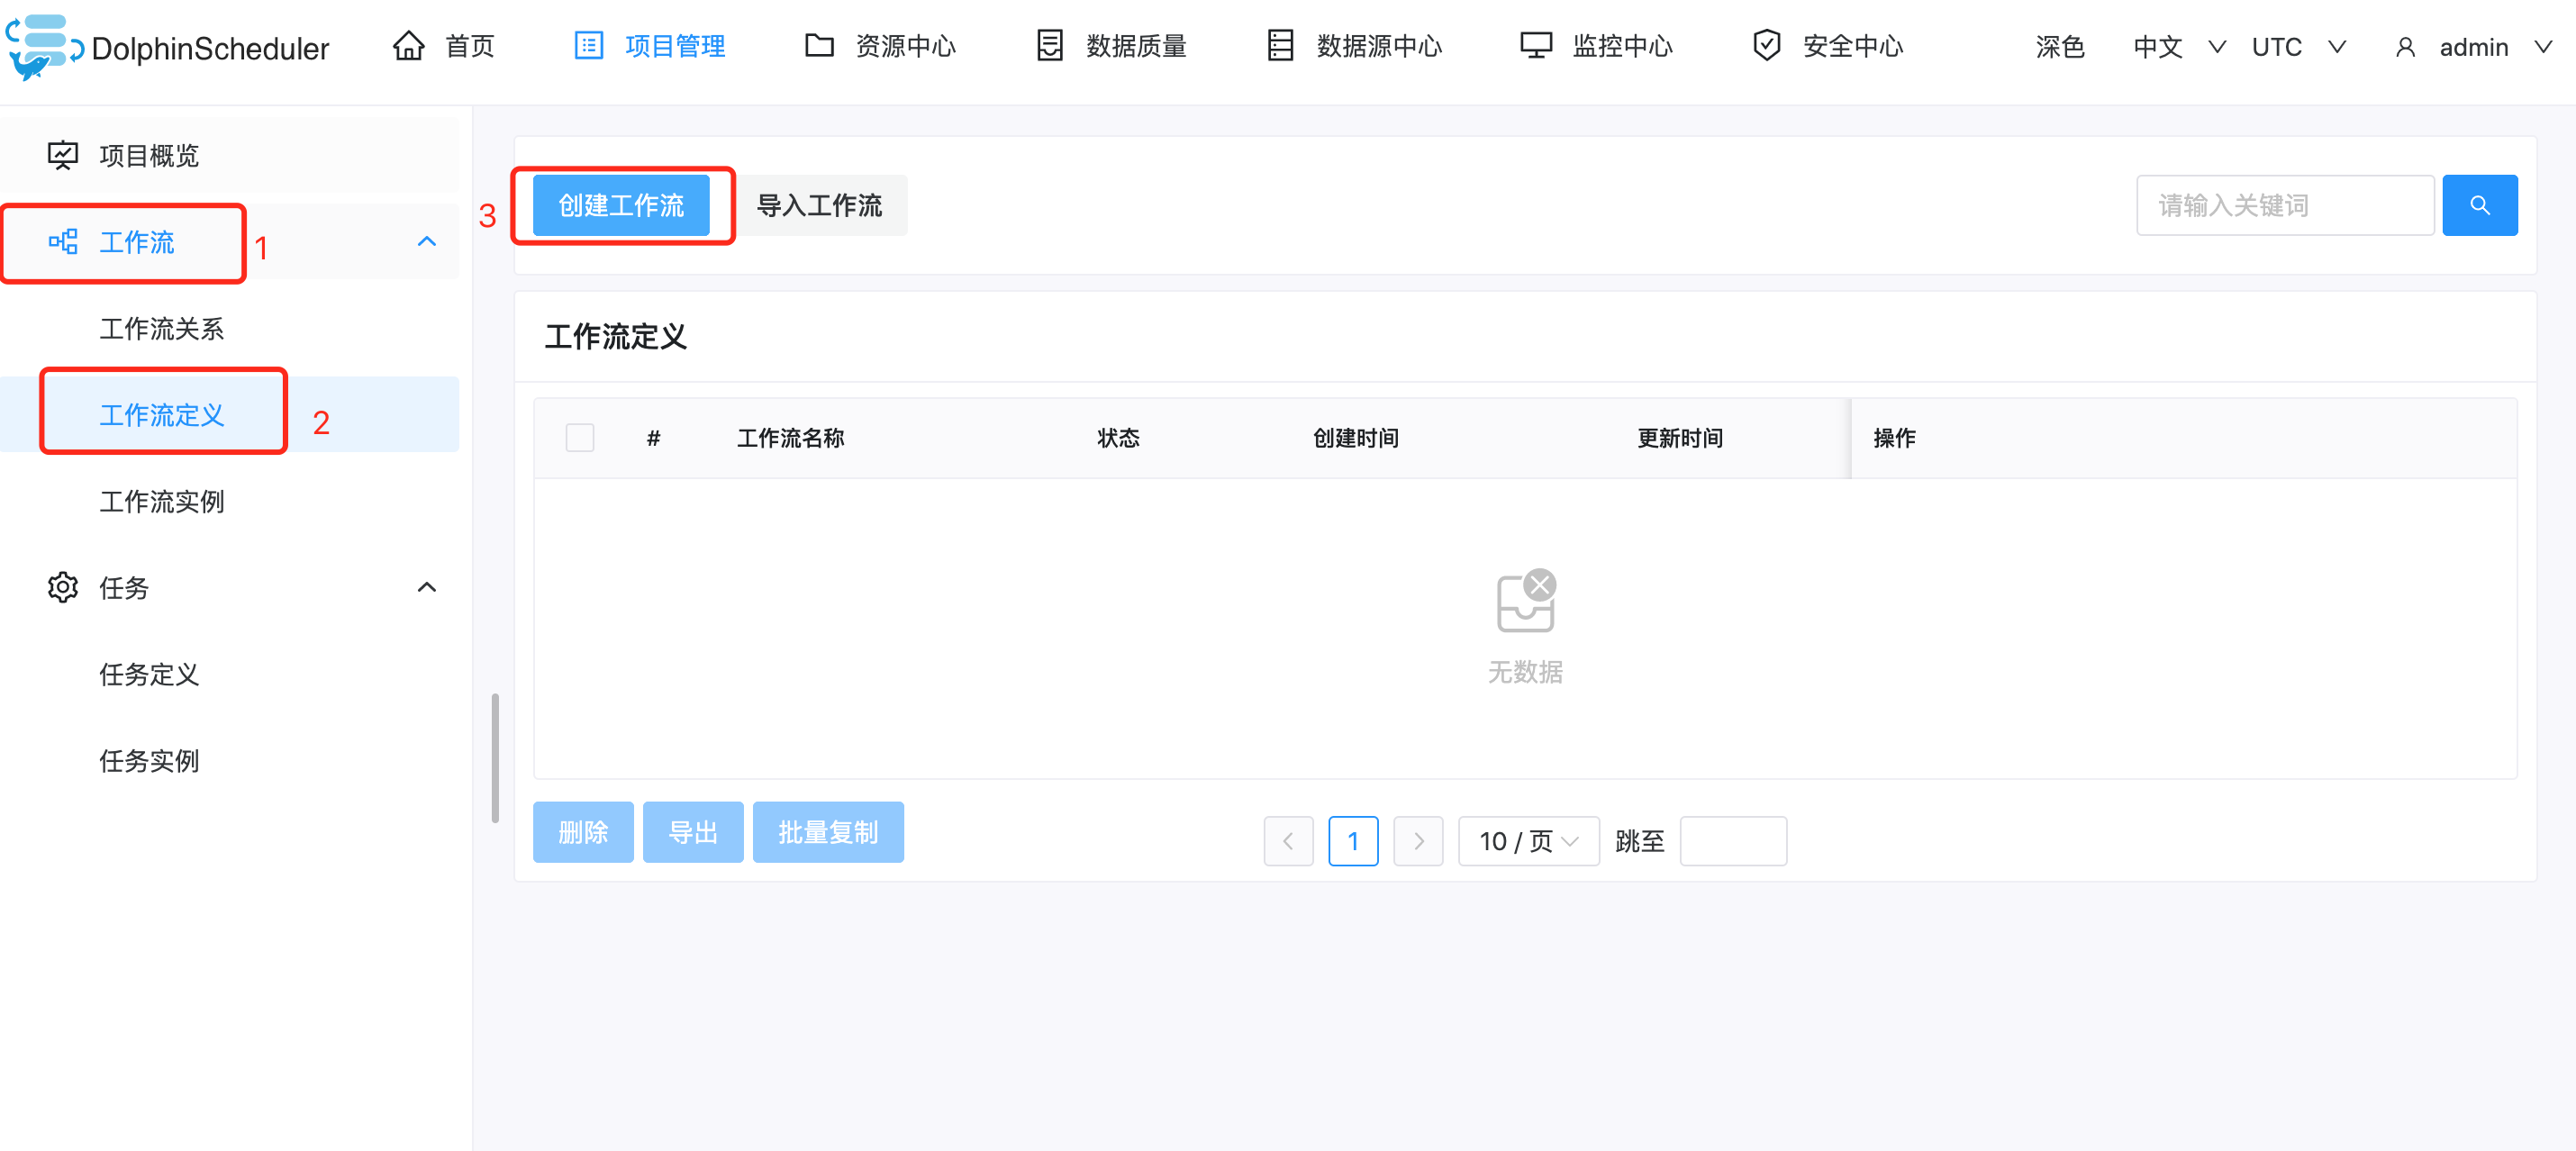 DolphinScheduler 首页 项目管理 资源中心 数据质量 数据源中心 监控中心 安全中心 深色 中文 UTC admin
项目概览
工作流 1
工作流关系
工作流定义 2
工作流实例
任务
任务定义
任务实例
3 创建工作流 导入工作流 请输入关键词
工作流定义
# 工作流名称 状态 创建时间 更新时间 操作
无数据
删除 导出 批量复制 1 10 / 页 跳至